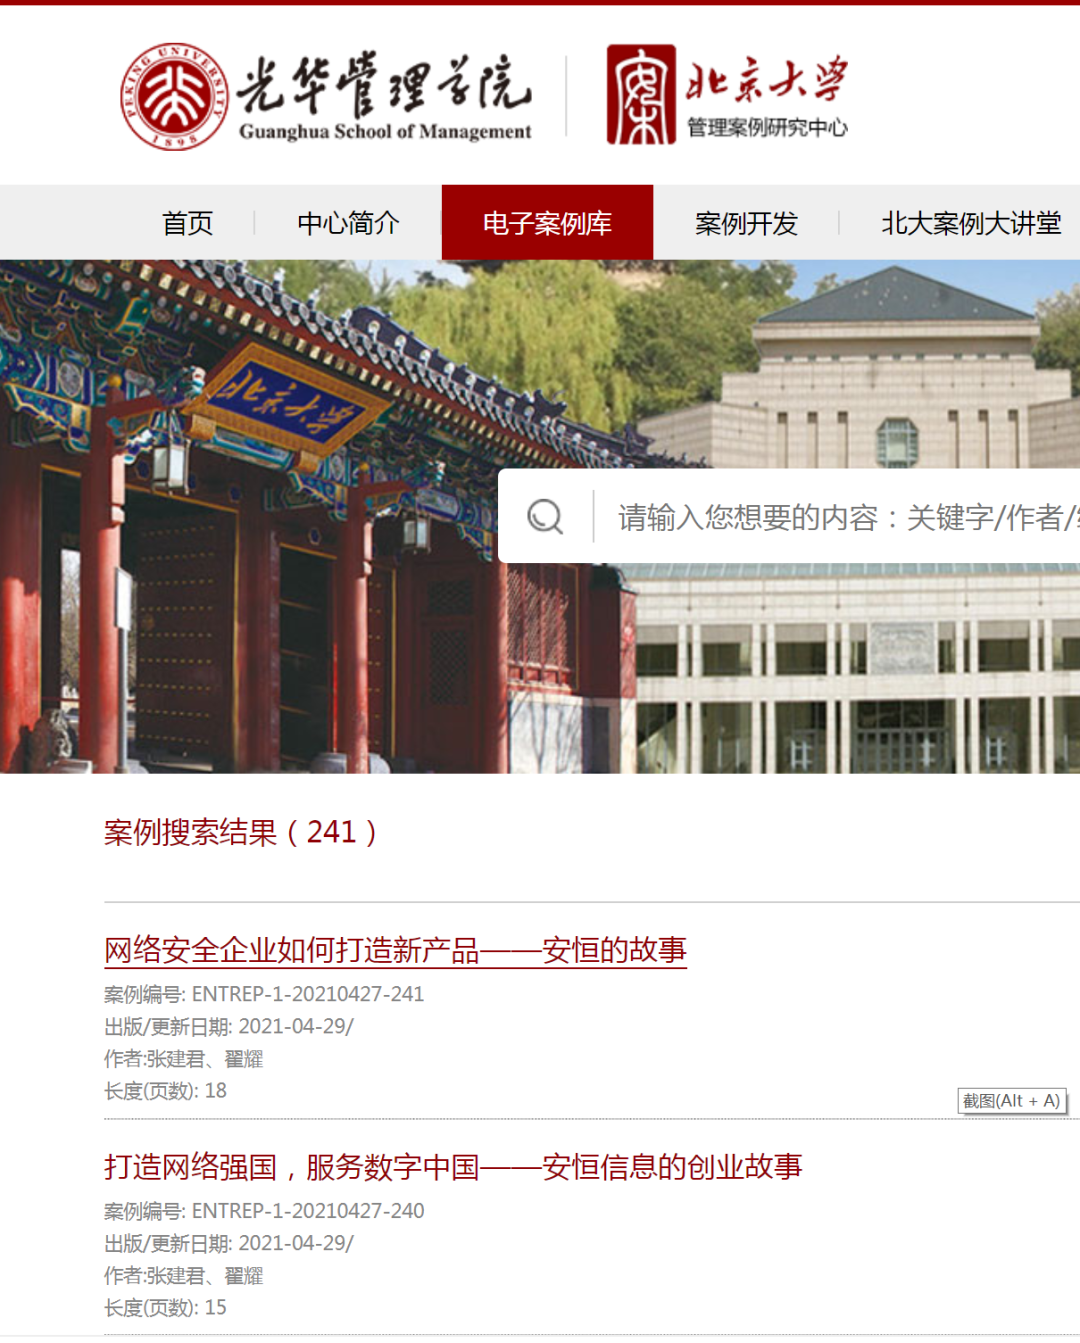 PEKING UNIVERSITY
1898
光华管理学院
Guanghua School of Management
北京大学
管理案例研究中心
首页
中心简介
电子案例库
案例开发
北大案例大讲堂
北京大学
请输入您想要的内容：关键字/作者/
案例搜索结果（241）
网络安全企业如何打造新产品——安恒的故事
案例编号: ENTREP-1-20210427-241
出版/更新日期: 2021-04-29/
作者:张建君、翟耀
长度(页数): 18
截图(Alt + A)
打造网络强国，服务数字中国——安恒信息的创业故事
案例编号: ENTREP-1-20210427-240
出版/更新日期: 2021-04-29/
作者:张建君、翟耀
长度(页数): 15